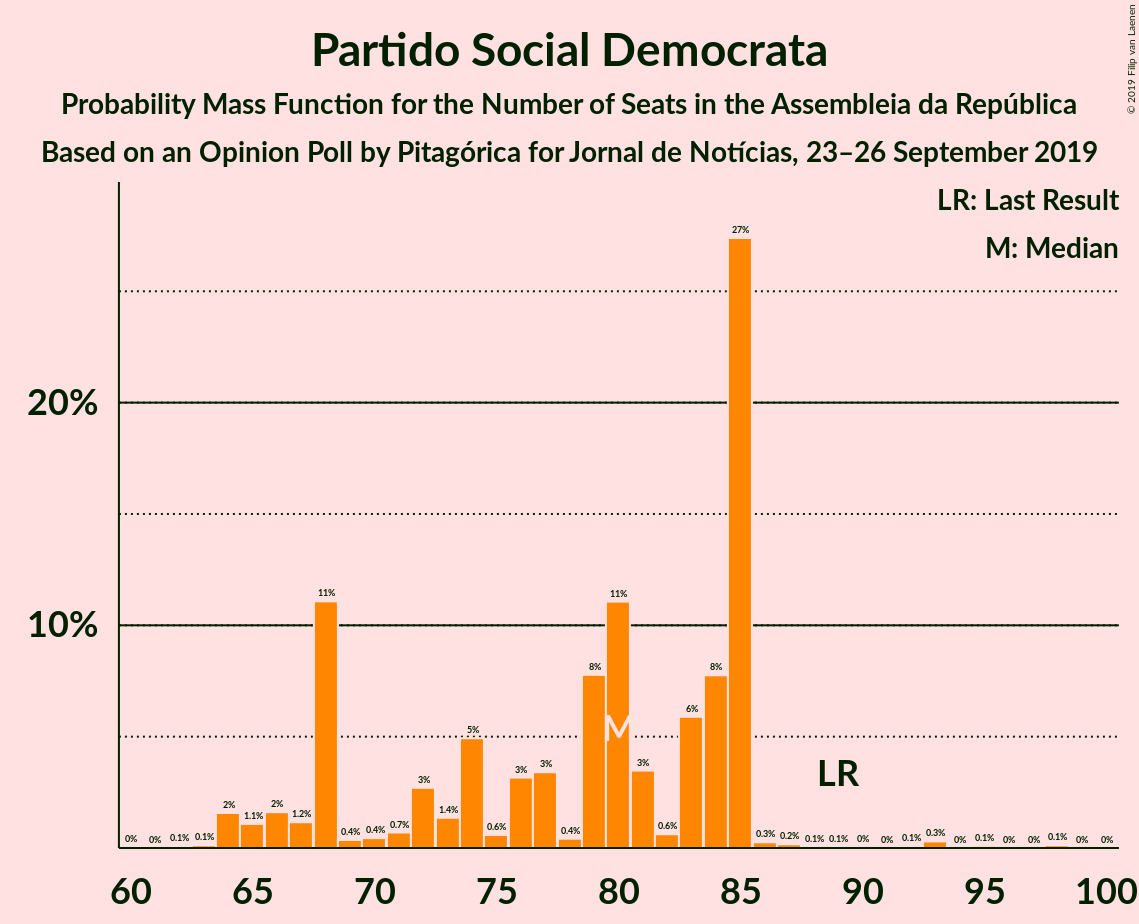 Partido Social Democrata
Probability Mass Function for the Number of Seats in the Assembleia da República
Based on an Opinion Poll by Pitagórica for Jornal de Notícias, 23–26 September 2019
© 2019 Filip van Laenen
LR: Last Result
M: Median
20%
10%
0% 0% 0.1% 0.1% 2% 1.1% 2% 1.2% 11% 0.4% 0.4% 0.7% 3% 1.4% 5% 0.6% 3% 3% 0.4% 8% 11% 3% 0.6% 6% 8% 27% 0.3% 0.2% 0.1% 0.1% 0% 0% 0.1% 0.3% 0% 0.1% 0% 0% 0.1% 0% 0%
M
LR
60 65 70 75 80 85 90 95 100